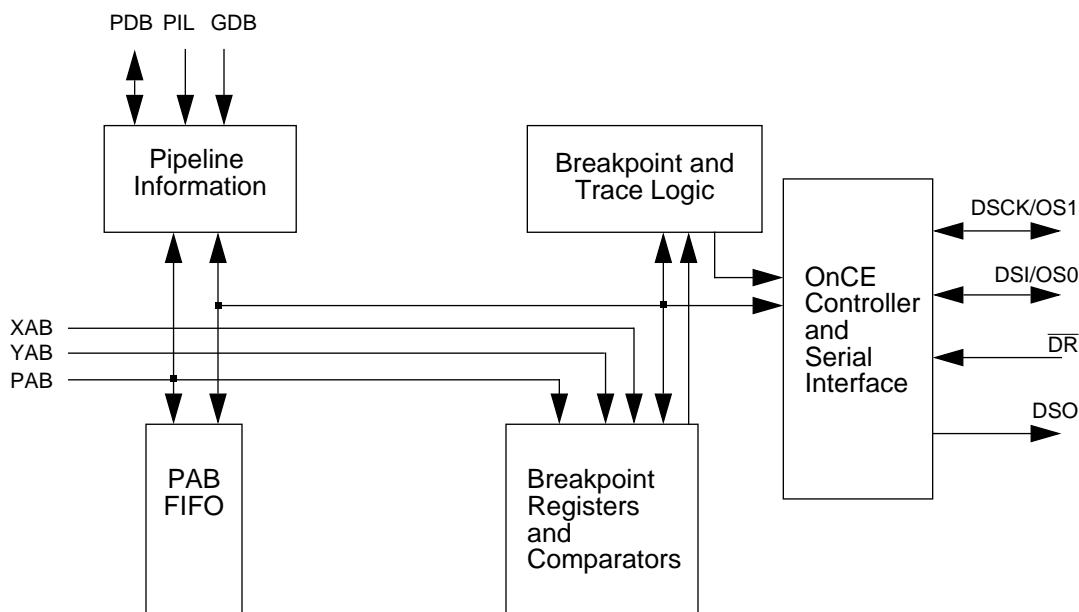 PDB PIL GDB
Pipeline
Information
Breakpoint and
Trace Logic
OnCE
Controller
and
Serial
Interface
DSCK/OS1
DSI/OS0
DR
DSO
XAB
YAB
PAB
PAB
FIFO
Breakpoint
Registers
and
Comparators